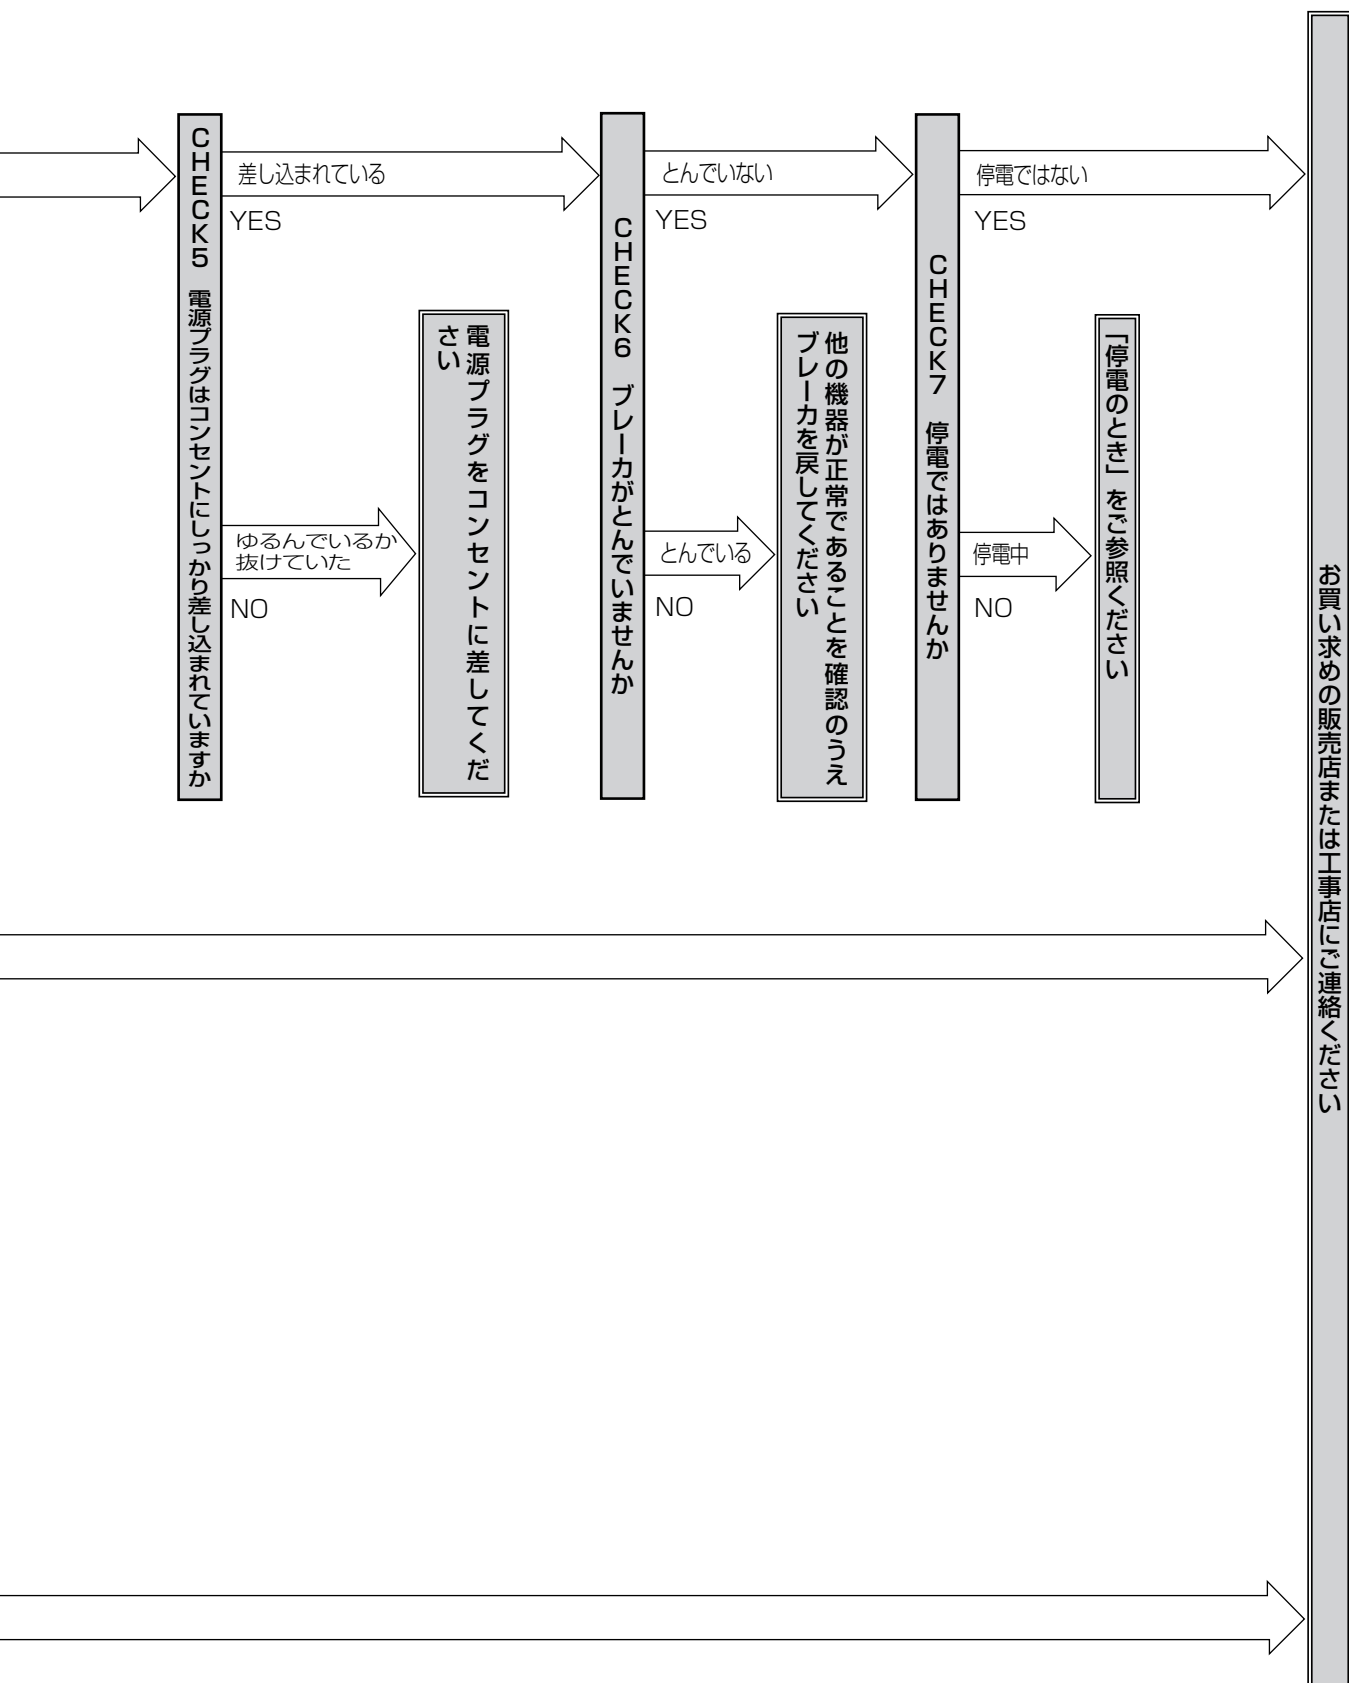 CHECK5 電源プラグはコンセントにしっかり差し込まれていますか
差し込まれている
YES
ゆるんでいるか
抜けていた
NO
電源プラグをコンセントに差してくだ
さい
CHECK6 ブレーカがとんでいませんか
とんでいない
YES
とんでいる
NO
他の機器が正常であることを確認のうえ
ブレーカを戻してください
CHECK7 停電ではありませんか
停電ではない
YES
停電中
NO
「停電のとき」をご参照ください
お買い求めの販売店または工事店にご連絡ください